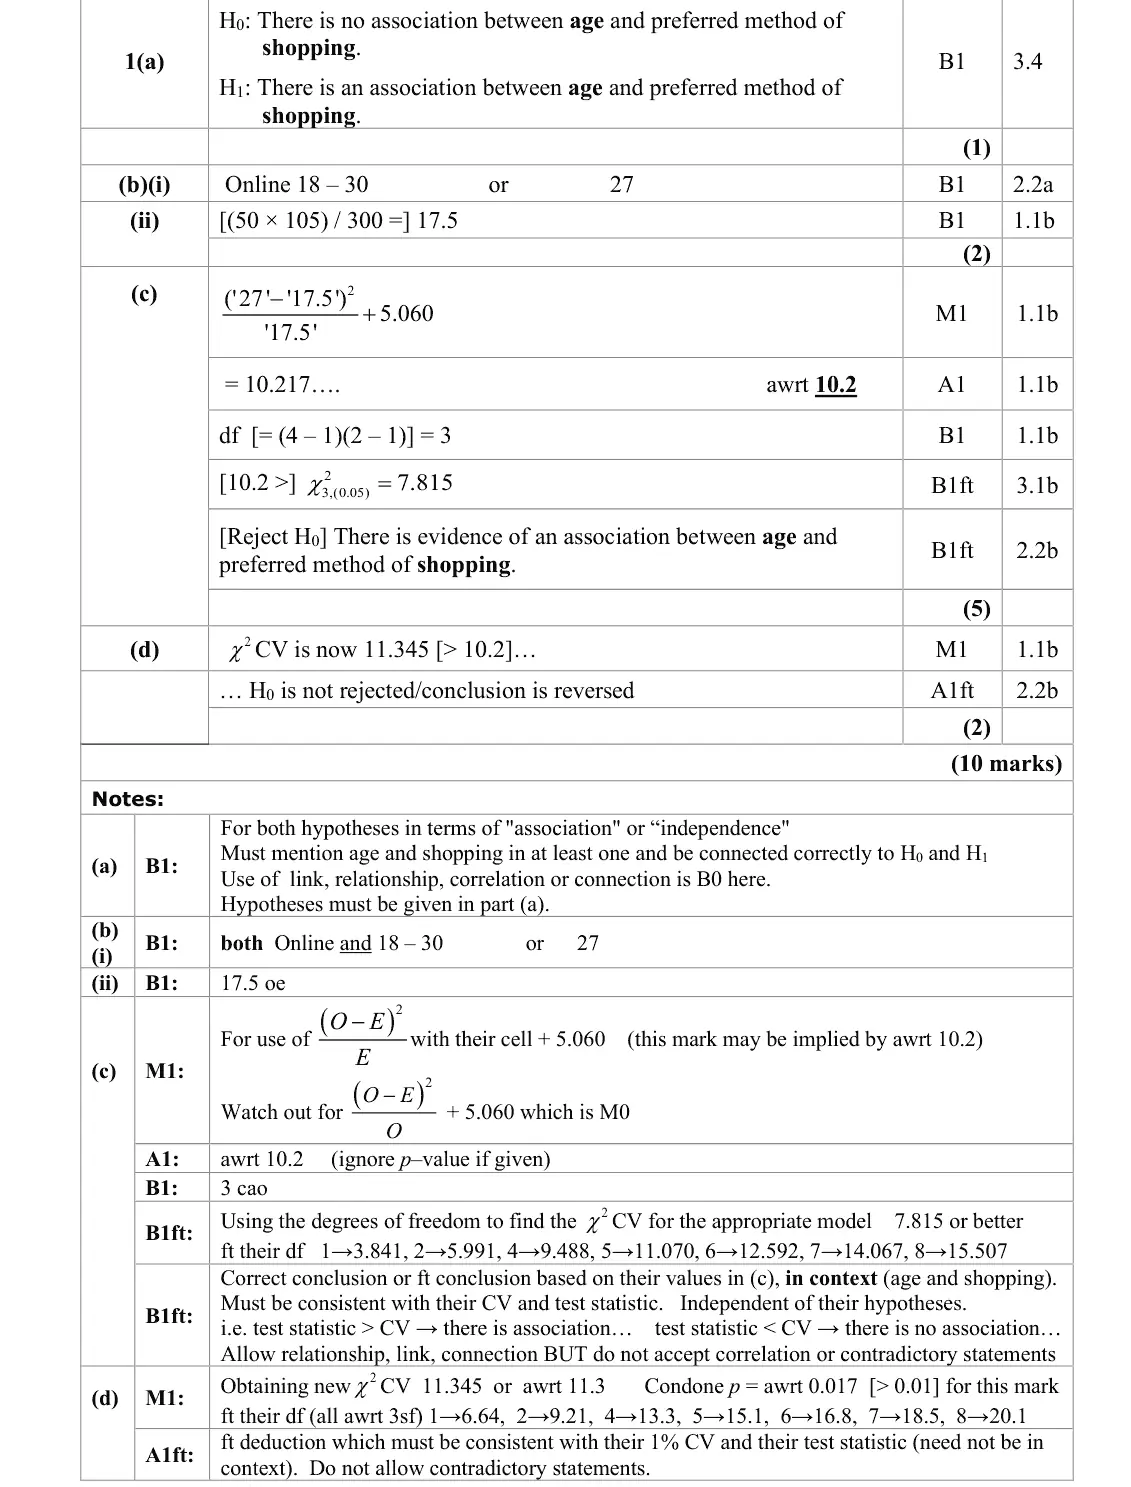 H₀: There is no association between age and preferred method of
shopping.
1(a)
B1
3.4
H₁: There is an association between age and preferred method of
shopping.
(1)
(b)(i) Online 18 – 30 or 27 B1 2.2a
(ii) [(50 × 105) / 300 =] 17.5 B1 1.1b
(2)
(c) ('27'−'17.5')² / '17.5' + 5.060 M1 1.1b
= 10.217…. awrt 10.2 A1 1.1b
df [= (4 – 1)(2 – 1)] = 3 B1 1.1b
[10.2 >] χ²₃,(0.05) = 7.815 B1ft 3.1b
[Reject H₀] There is evidence of an association between age and
preferred method of shopping.
B1ft 2.2b
(5)
(d) χ² CV is now 11.345 [> 10.2]… M1 1.1b
… H₀ is not rejected/conclusion is reversed A1ft 2.2b
(2)
(10 marks)
Notes:
(a) B1:
For both hypotheses in terms of "association" or “independence"
Must mention age and shopping in at least one and be connected correctly to H₀ and H₁
Use of link, relationship, correlation or connection is B0 here.
Hypotheses must be given in part (a).
(b)
(i)
B1: both Online and 18 – 30 or 27
(ii) B1: 17.5 oe
(c) M1:
For use of (O − E)² / E with their cell + 5.060 (this mark may be implied by awrt 10.2)
Watch out for (O − E)² / O + 5.060 which is M0
A1: awrt 10.2 (ignore p–value if given)
B1: 3 cao
B1ft:
Using the degrees of freedom to find the χ² CV for the appropriate model 7.815 or better
ft their df 1→3.841, 2→5.991, 4→9.488, 5→11.070, 6→12.592, 7→14.067, 8→15.507
B1ft:
Correct conclusion or ft conclusion based on their values in (c), in context (age and shopping).
Must be consistent with their CV and test statistic. Independent of their hypotheses.
i.e. test statistic > CV → there is association… test statistic < CV → there is no association…
Allow relationship, link, connection BUT do not accept correlation or contradictory statements
(d) M1:
Obtaining new χ² CV 11.345 or awrt 11.3 Condone p = awrt 0.017 [> 0.01] for this mark
ft their df (all awrt 3sf) 1→6.64, 2→9.21, 4→13.3, 5→15.1, 6→16.8, 7→18.5, 8→20.1
A1ft:
ft deduction which must be consistent with their 1% CV and their test statistic (need not be in
context). Do not allow contradictory statements.